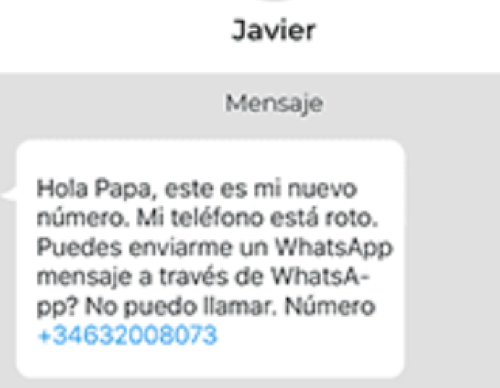 Javier
Mensaje
Hola Papa, este es mi nuevo
número. Mi teléfono está roto.
Puedes enviarme un WhatsApp
mensaje a través de WhatsA-
pp? No puedo llamar. Número
+34632008073